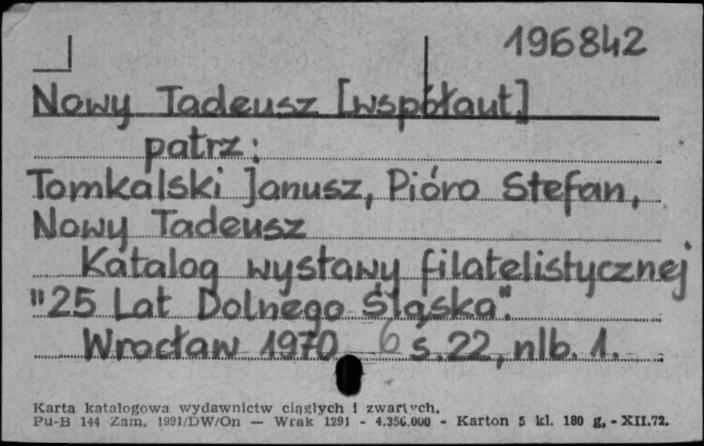 196842
Nowy Tadeusz [współaut]
patrz:
Tomkalski Janusz, Pióro Stefan,
Nowy Tadeusz
Katalog wystawy filatelistycznej
"25 Lat Dolnego Śląska".
Wrocław 1970 6 s. 22, nlb. 1.
Karta katalogowa wydawnictw ciągłych i zwartych.
Pu-B 144 Zam. 1991/DW/On — Wrak 1291 - 4.350.000 - Karton 5 kl. 180 g. - XII.72.